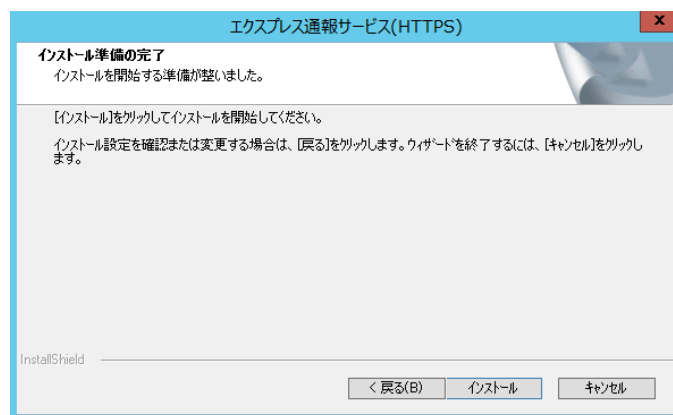 エクスプレス通報サービス(HTTPS)
x
インストール準備の完了
インストールを開始する準備が整いました。
[インストール]をクリックしてインストールを開始してください。
インストール設定を確認または変更する場合は、[戻る]をクリックします。ウィザードを終了するには、[キャンセル]をクリックし
ます。
InstallShield
< 戻る(B)
インストール
キャンセル